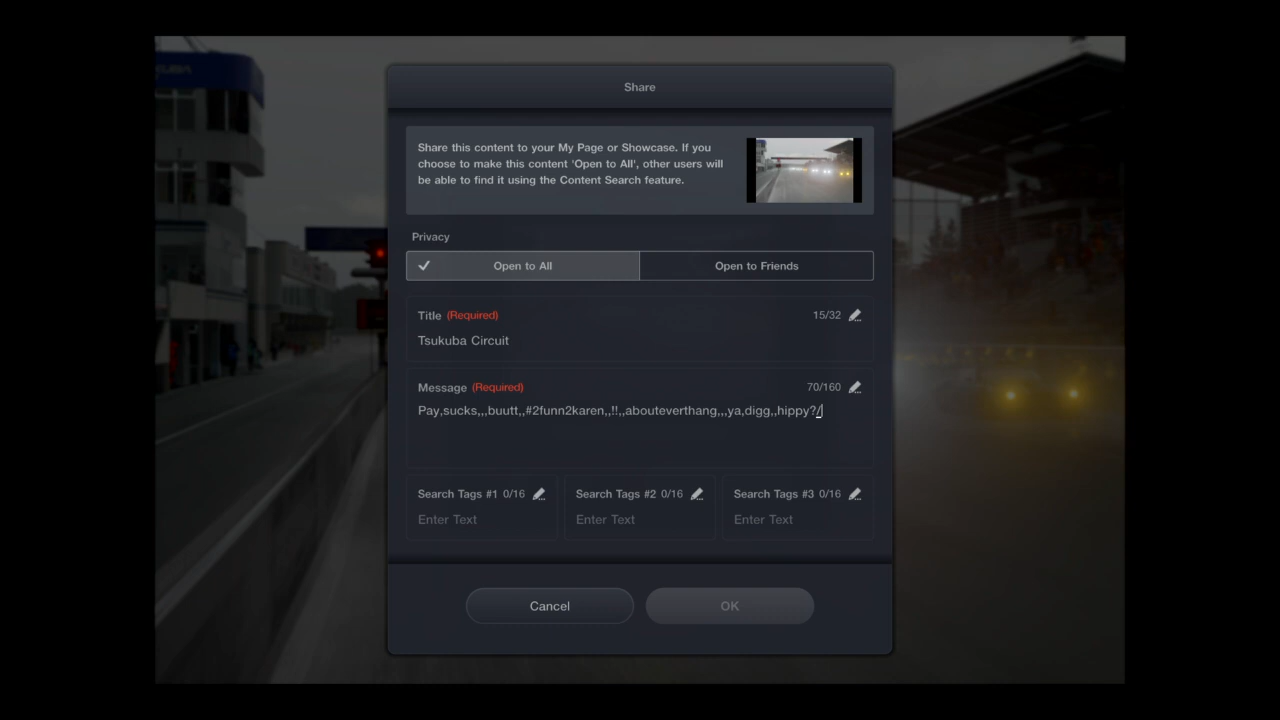 Share
Share this content to your My Page or Showcase. If you
choose to make this content 'Open to All', other users will
be able to find it using the Content Search feature.
Privacy
Open to All
Open to Friends
Title (Required) 15/32
Tsukuba Circuit
Message (Required) 70/160
Pay,sucks,,,buutt,,#2funn2karen,,!!,,abouteverthang,,,ya,digg,,hippy?/
Search Tags #1 0/16
Enter Text
Search Tags #2 0/16
Enter Text
Search Tags #3 0/16
Enter Text
Cancel
OK